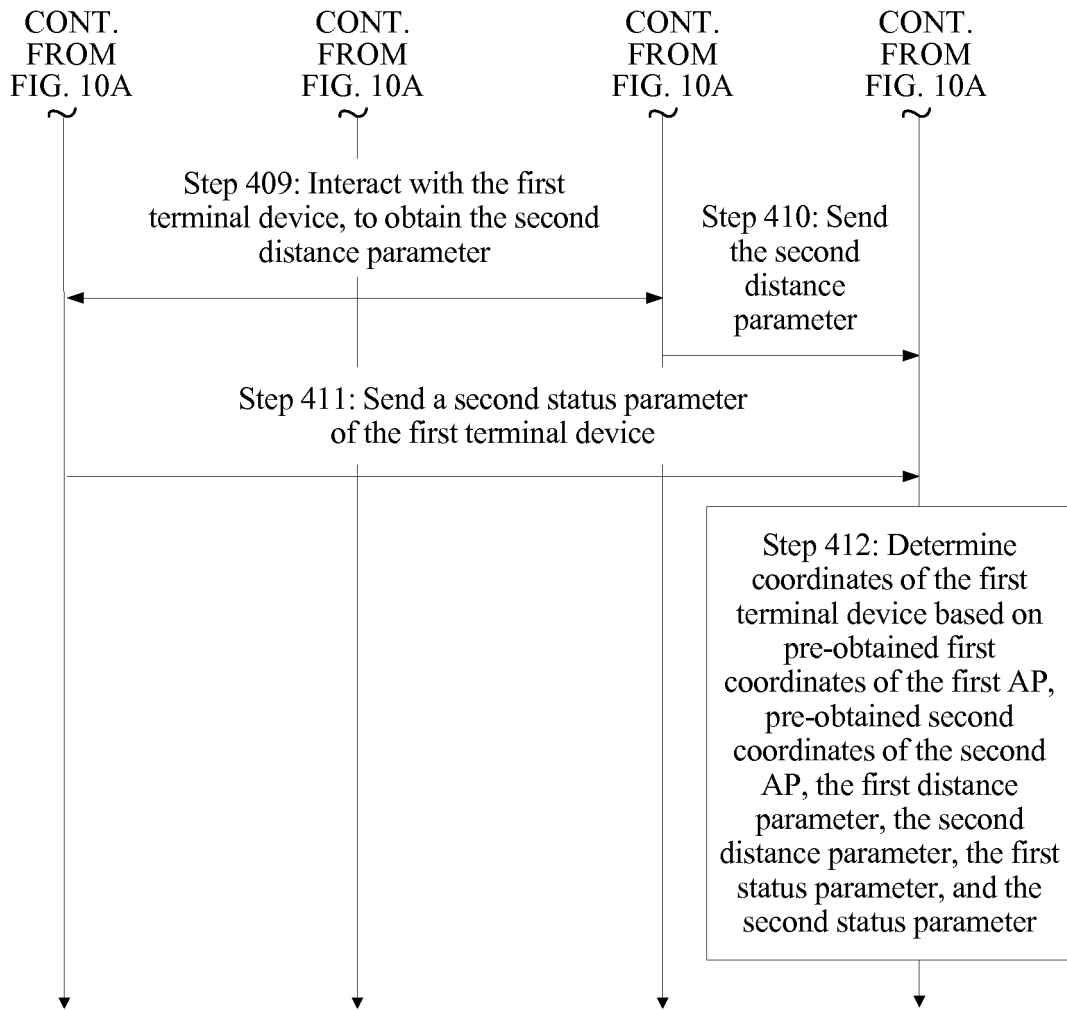 CONT.
FROM
FIG. 10A
CONT.
FROM
FIG. 10A
CONT.
FROM
FIG. 10A
CONT.
FROM
FIG. 10A
Step 409: Interact with the first
terminal device, to obtain the second
distance parameter
Step 410: Send
the second
distance
parameter
Step 411: Send a second status parameter
of the first terminal device
Step 412: Determine
coordinates of the first
terminal device based on
pre-obtained first
coordinates of the first AP,
pre-obtained second
coordinates of the second
AP, the first distance
parameter, the second
distance parameter, the first
status parameter, and the
second status parameter